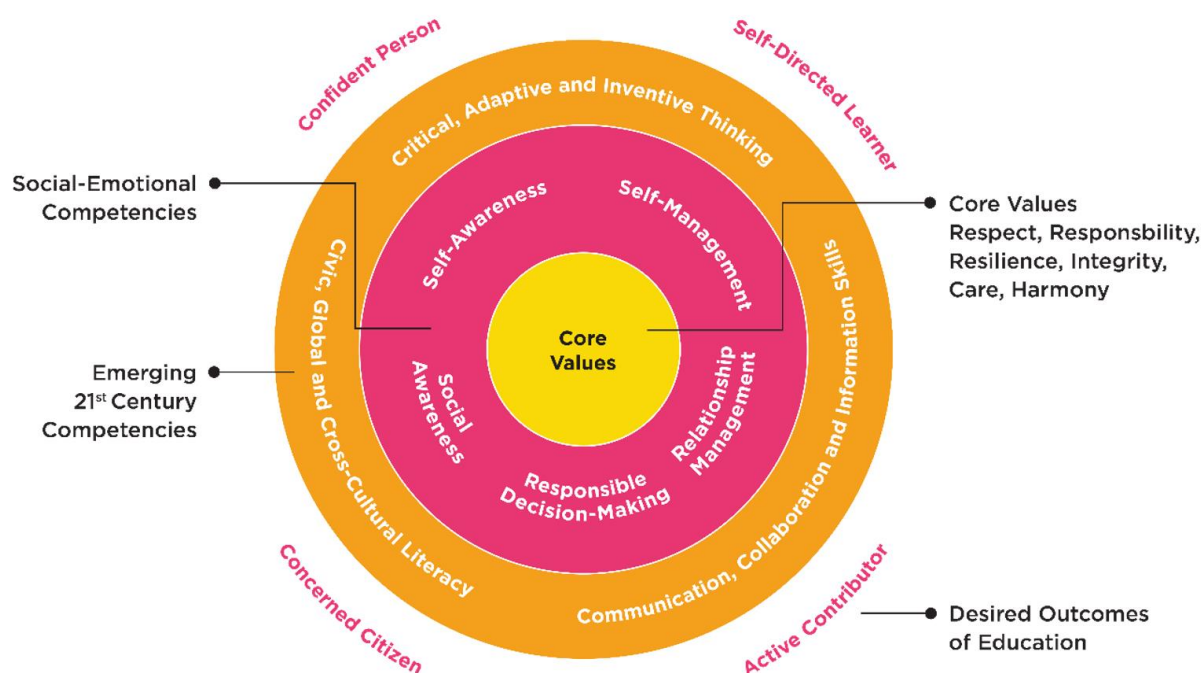 Confident Person
Self-Directed Learner
Critical, Adaptive and Inventive Thinking
Social-Emotional
Competencies
Self-Awareness
Self-Management
Core Values
Respect, Responsbility,
Resilience, Integrity,
Care, Harmony
Core
Values
Emerging
21st Century
Competencies
Civic, Global and Cross-Cultural Literacy
Social
Awareness
Relationship
Management
Responsible
Decision-Making
Communication, Collaboration and Information Skills
Concerned Citizen
Active Contributor
Desired Outcomes
of Education